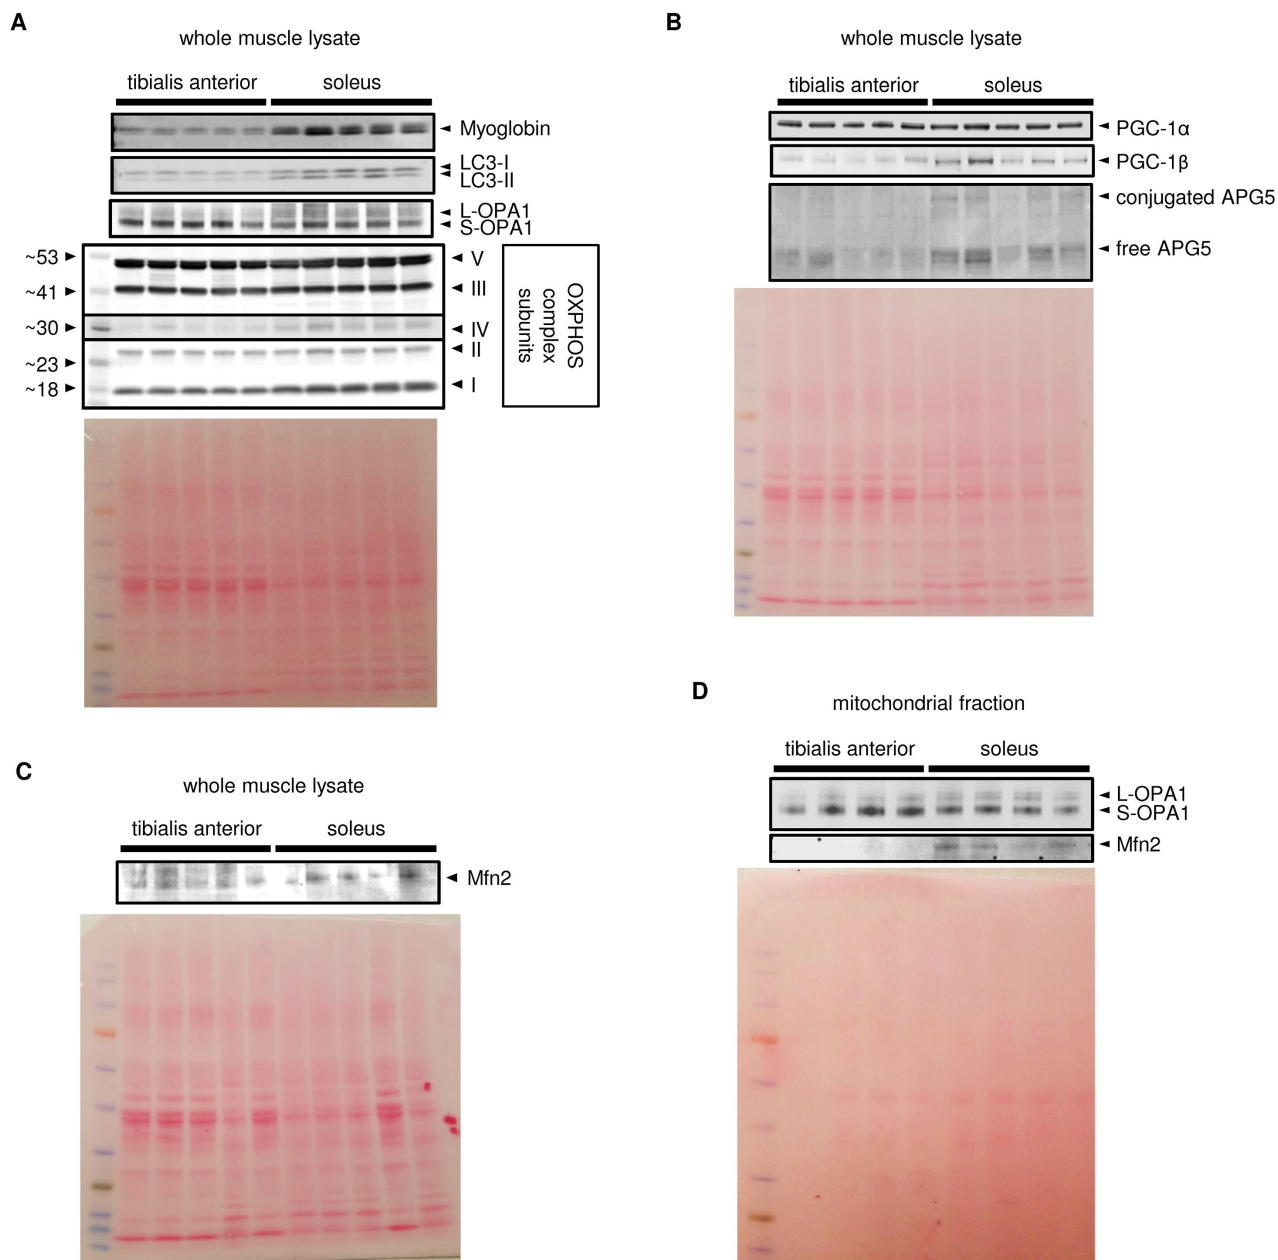 A
whole muscle lysate
tibialis anterior
soleus
Myoglobin
LC3-I
LC3-II
L-OPA1
S-OPA1
~53
V
~41
III
~30
IV
II
~23
~18
I
OXPHOS
complex
subunits
B
whole muscle lysate
tibialis anterior
soleus
PGC-1α
PGC-1β
conjugated APG5
free APG5
C
whole muscle lysate
tibialis anterior
soleus
Mfn2
D
mitochondrial fraction
tibialis anterior
soleus
L-OPA1
S-OPA1
Mfn2